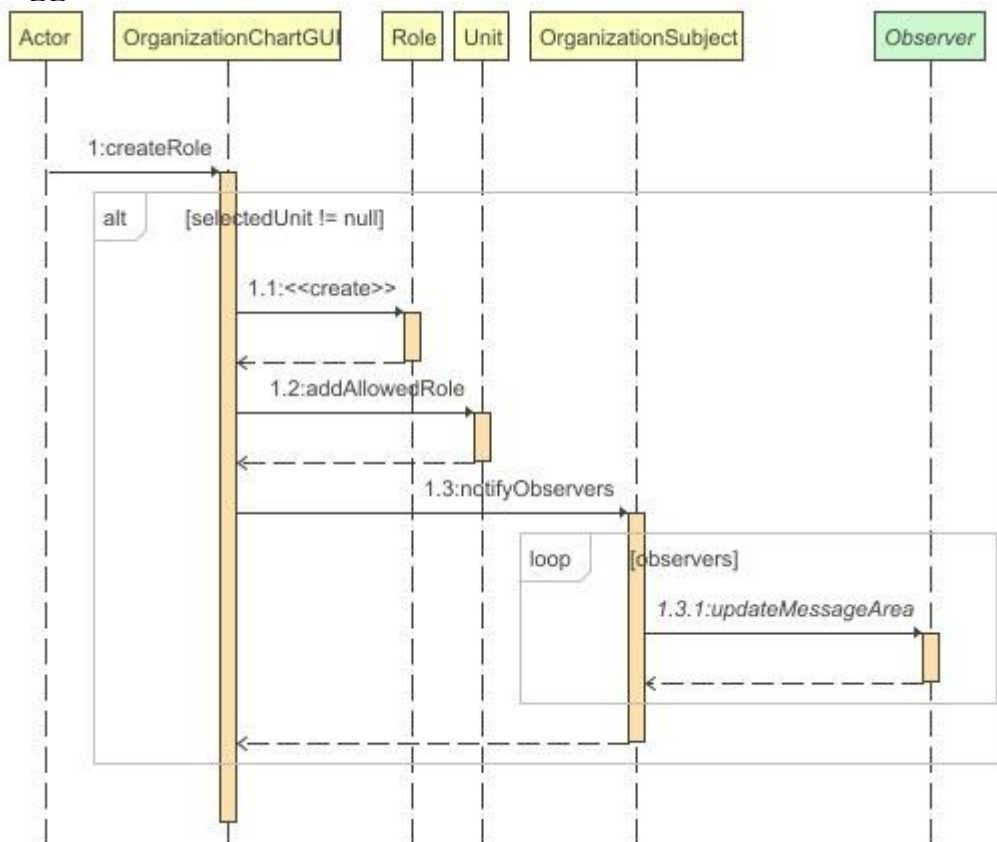 Actor
OrganizationChartGUI
Role
Unit
OrganizationSubject
Observer
1:createRole
alt
[selectedUnit != null]
1.1:<<create>>
1.2:addAllowedRole
1.3:notifyObservers
loop
[observers]
1.3.1:updateMessageArea